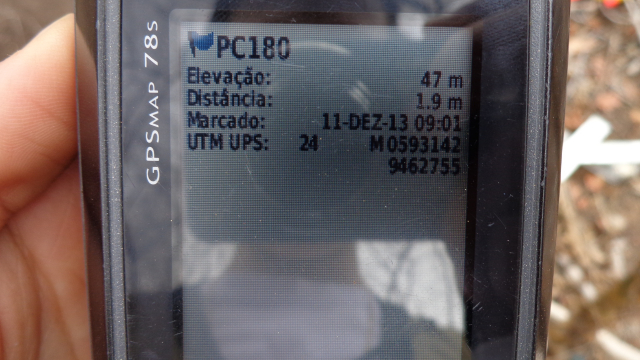 GPSMAP 78s
PC180
Elevação: 47 m
Distância: 1.9 m
Marcado: 11-DEZ-13 09:01
UTM UPS: 24 M 0593142
9462755